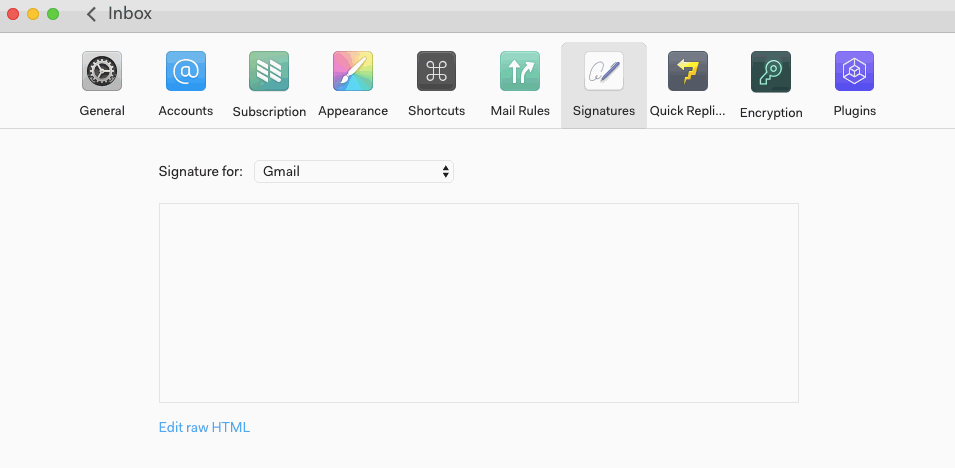 Inbox
General
Accounts
Subscription
Appearance
Shortcuts
Mail Rules
Signatures
Quick Repli...
Encryption
Plugins
Signature for: Gmail
Edit raw HTML